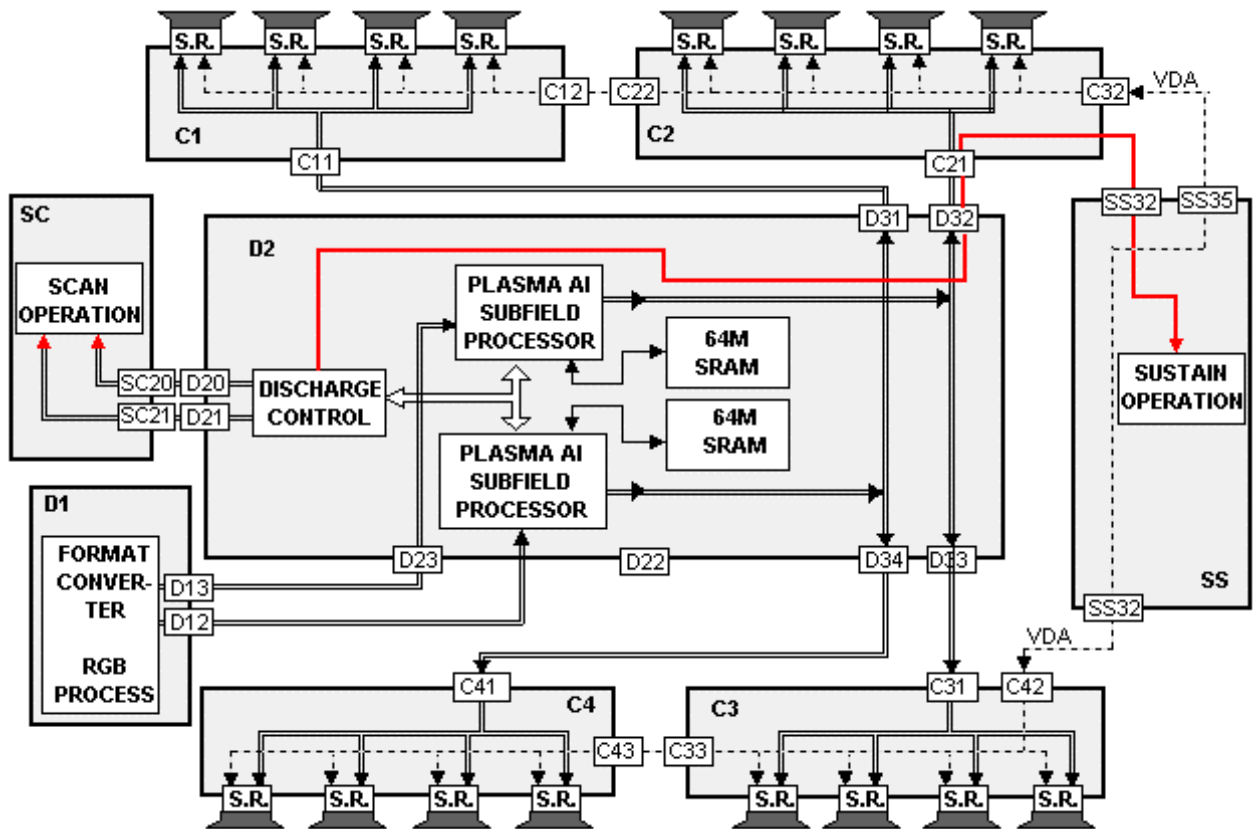 S.R. S.R. S.R. S.R. S.R. S.R. S.R. S.R.
C12 C22 C32 VDA
C1 C2
C11 C21
SC SS32 SS35
D31 D32
D2
SCAN
OPERATION
PLASMA AI
SUBFIELD
PROCESSOR
64M
SRAM
SC20 D20
SC21 D21
DISCHARGE
CONTROL
SUSTAIN
OPERATION
64M
SRAM
PLASMA AI
SUBFIELD
PROCESSOR
D1
FORMAT
CONVER-
TER
RGB
PROCESS
D13
D12
D23 D22 D34 D33
SS
SS32
VDA
C41 C31 C42
C4 C3
C43 C33
S.R. S.R. S.R. S.R. S.R. S.R. S.R. S.R.